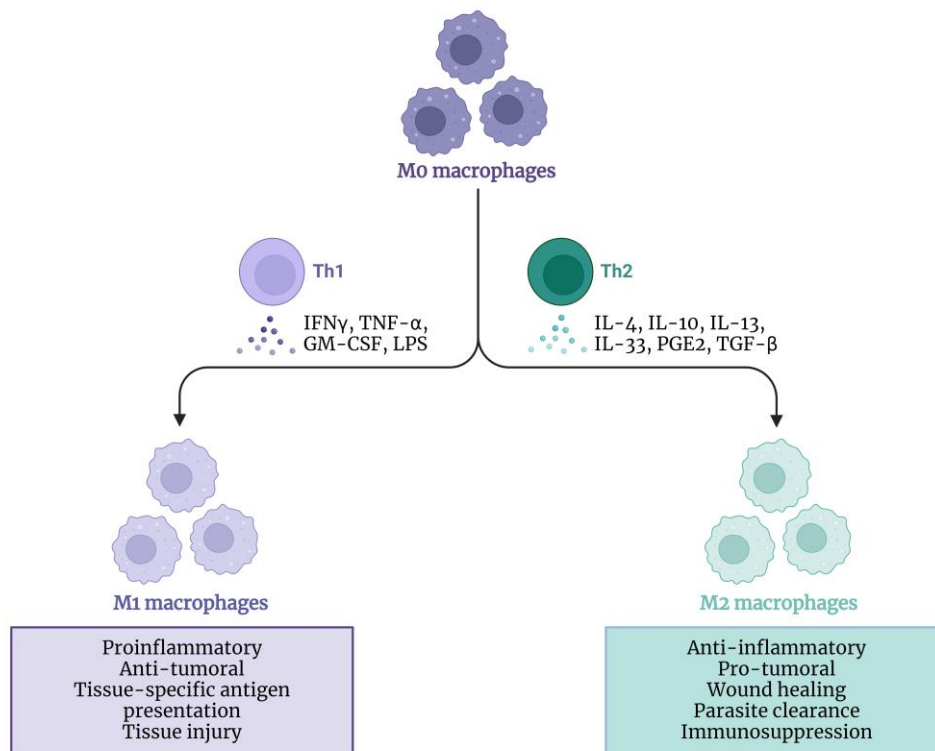 M0 macrophages
Th1
IFNγ, TNF-α,
GM-CSF, LPS
Th2
IL-4, IL-10, IL-13,
IL-33, PGE2, TGF-β
M1 macrophages
Proinflammatory
Anti-tumoral
Tissue-specific antigen
presentation
Tissue injury
M2 macrophages
Anti-inflammatory
Pro-tumoral
Wound healing
Parasite clearance
Immunosuppression